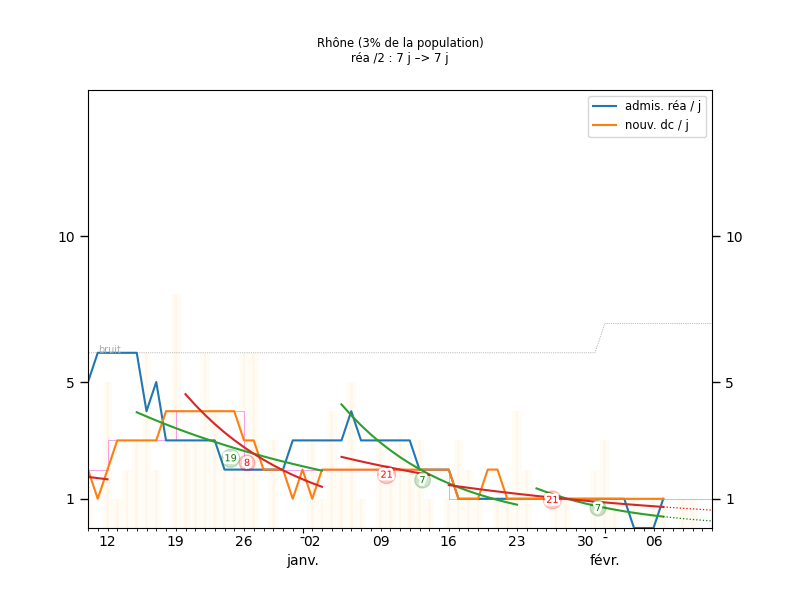 Rhône (3% de la population)
réa /2 : 7 j –> 7 j
admis. réa / j
nouv. dc / j
10 10
bruit
5 5
19 8 21 7 21 7
1 1
12 19 26 02 09 16 23 30 06
janv. févr.